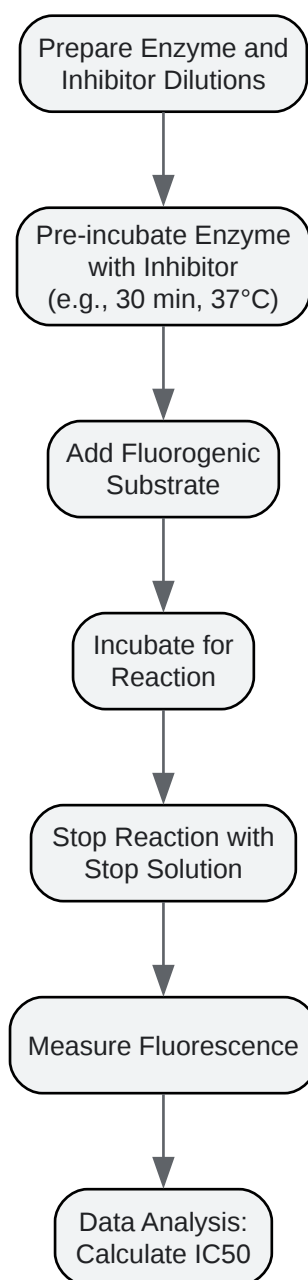 Prepare Enzyme and
Inhibitor Dilutions
Pre-incubate Enzyme
with Inhibitor
(e.g., 30 min, 37°C)
Add Fluorogenic
Substrate
Incubate for
Reaction
Stop Reaction with
Stop Solution
Measure Fluorescence
Data Analysis:
Calculate IC50